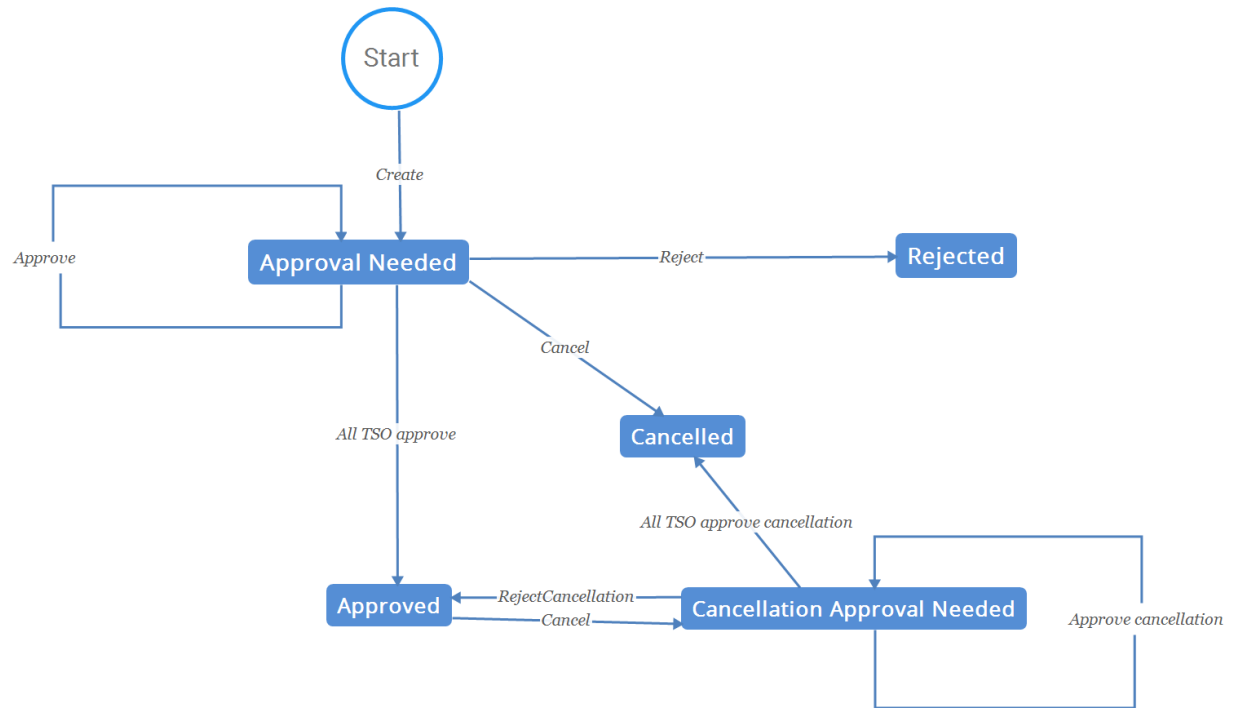 Start
Create
Approve
Approval Needed
Reject
Rejected
Cancel
All TSO approve
Cancelled
All TSO approve cancellation
Approved
RejectCancellation
Cancel
Cancellation Approval Needed
Approve cancellation